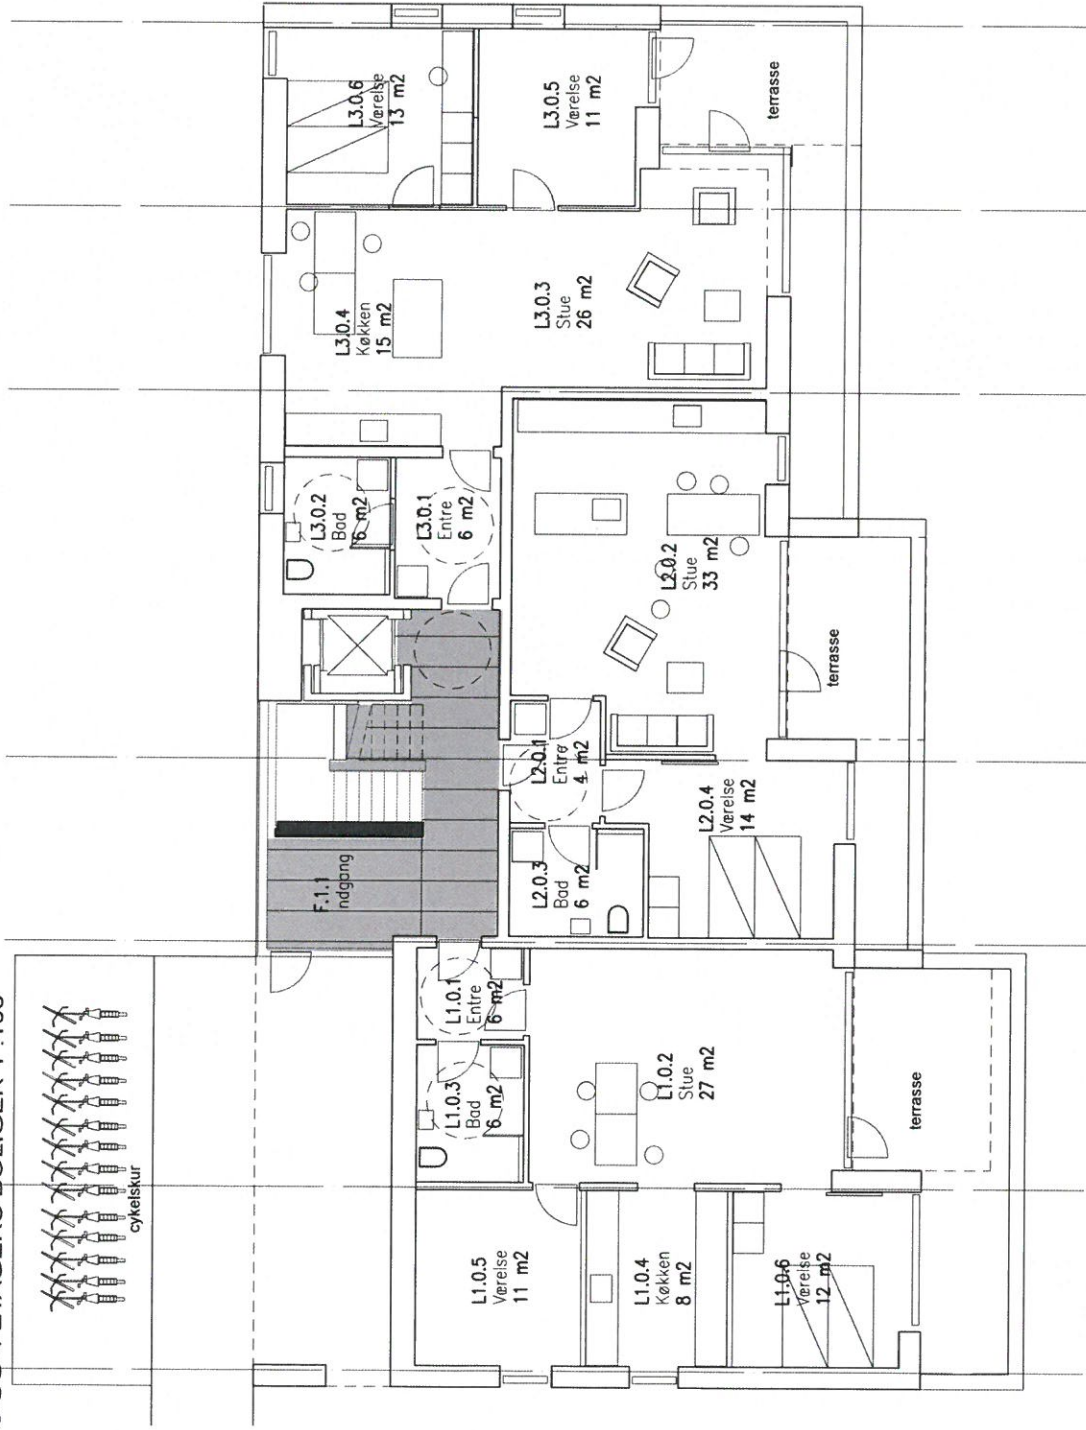 cykelskur
F.1.1
Indgang
L1.0.1
Entre
6 m2
L1.0.3
Bad
6 m2
L1.0.2
Stue
27 m2
L1.0.5
Værelse
11 m2
L1.0.4
Køkken
8 m2
L1.0.6
Værelse
12 m2
terrasse
L2.0.1
Entre
4 m2
L2.0.3
Bad
6 m2
L2.0.4
Værelse
14 m2
L2.0.2
Stue
33 m2
terrasse
L3.0.2
Bad
6 m2
L3.0.1
Entre
6 m2
L3.0.4
Køkken
15 m2
L3.0.3
Stue
26 m2
L3.0.6
Værelse
13 m2
L3.0.5
Værelse
11 m2
terrasse